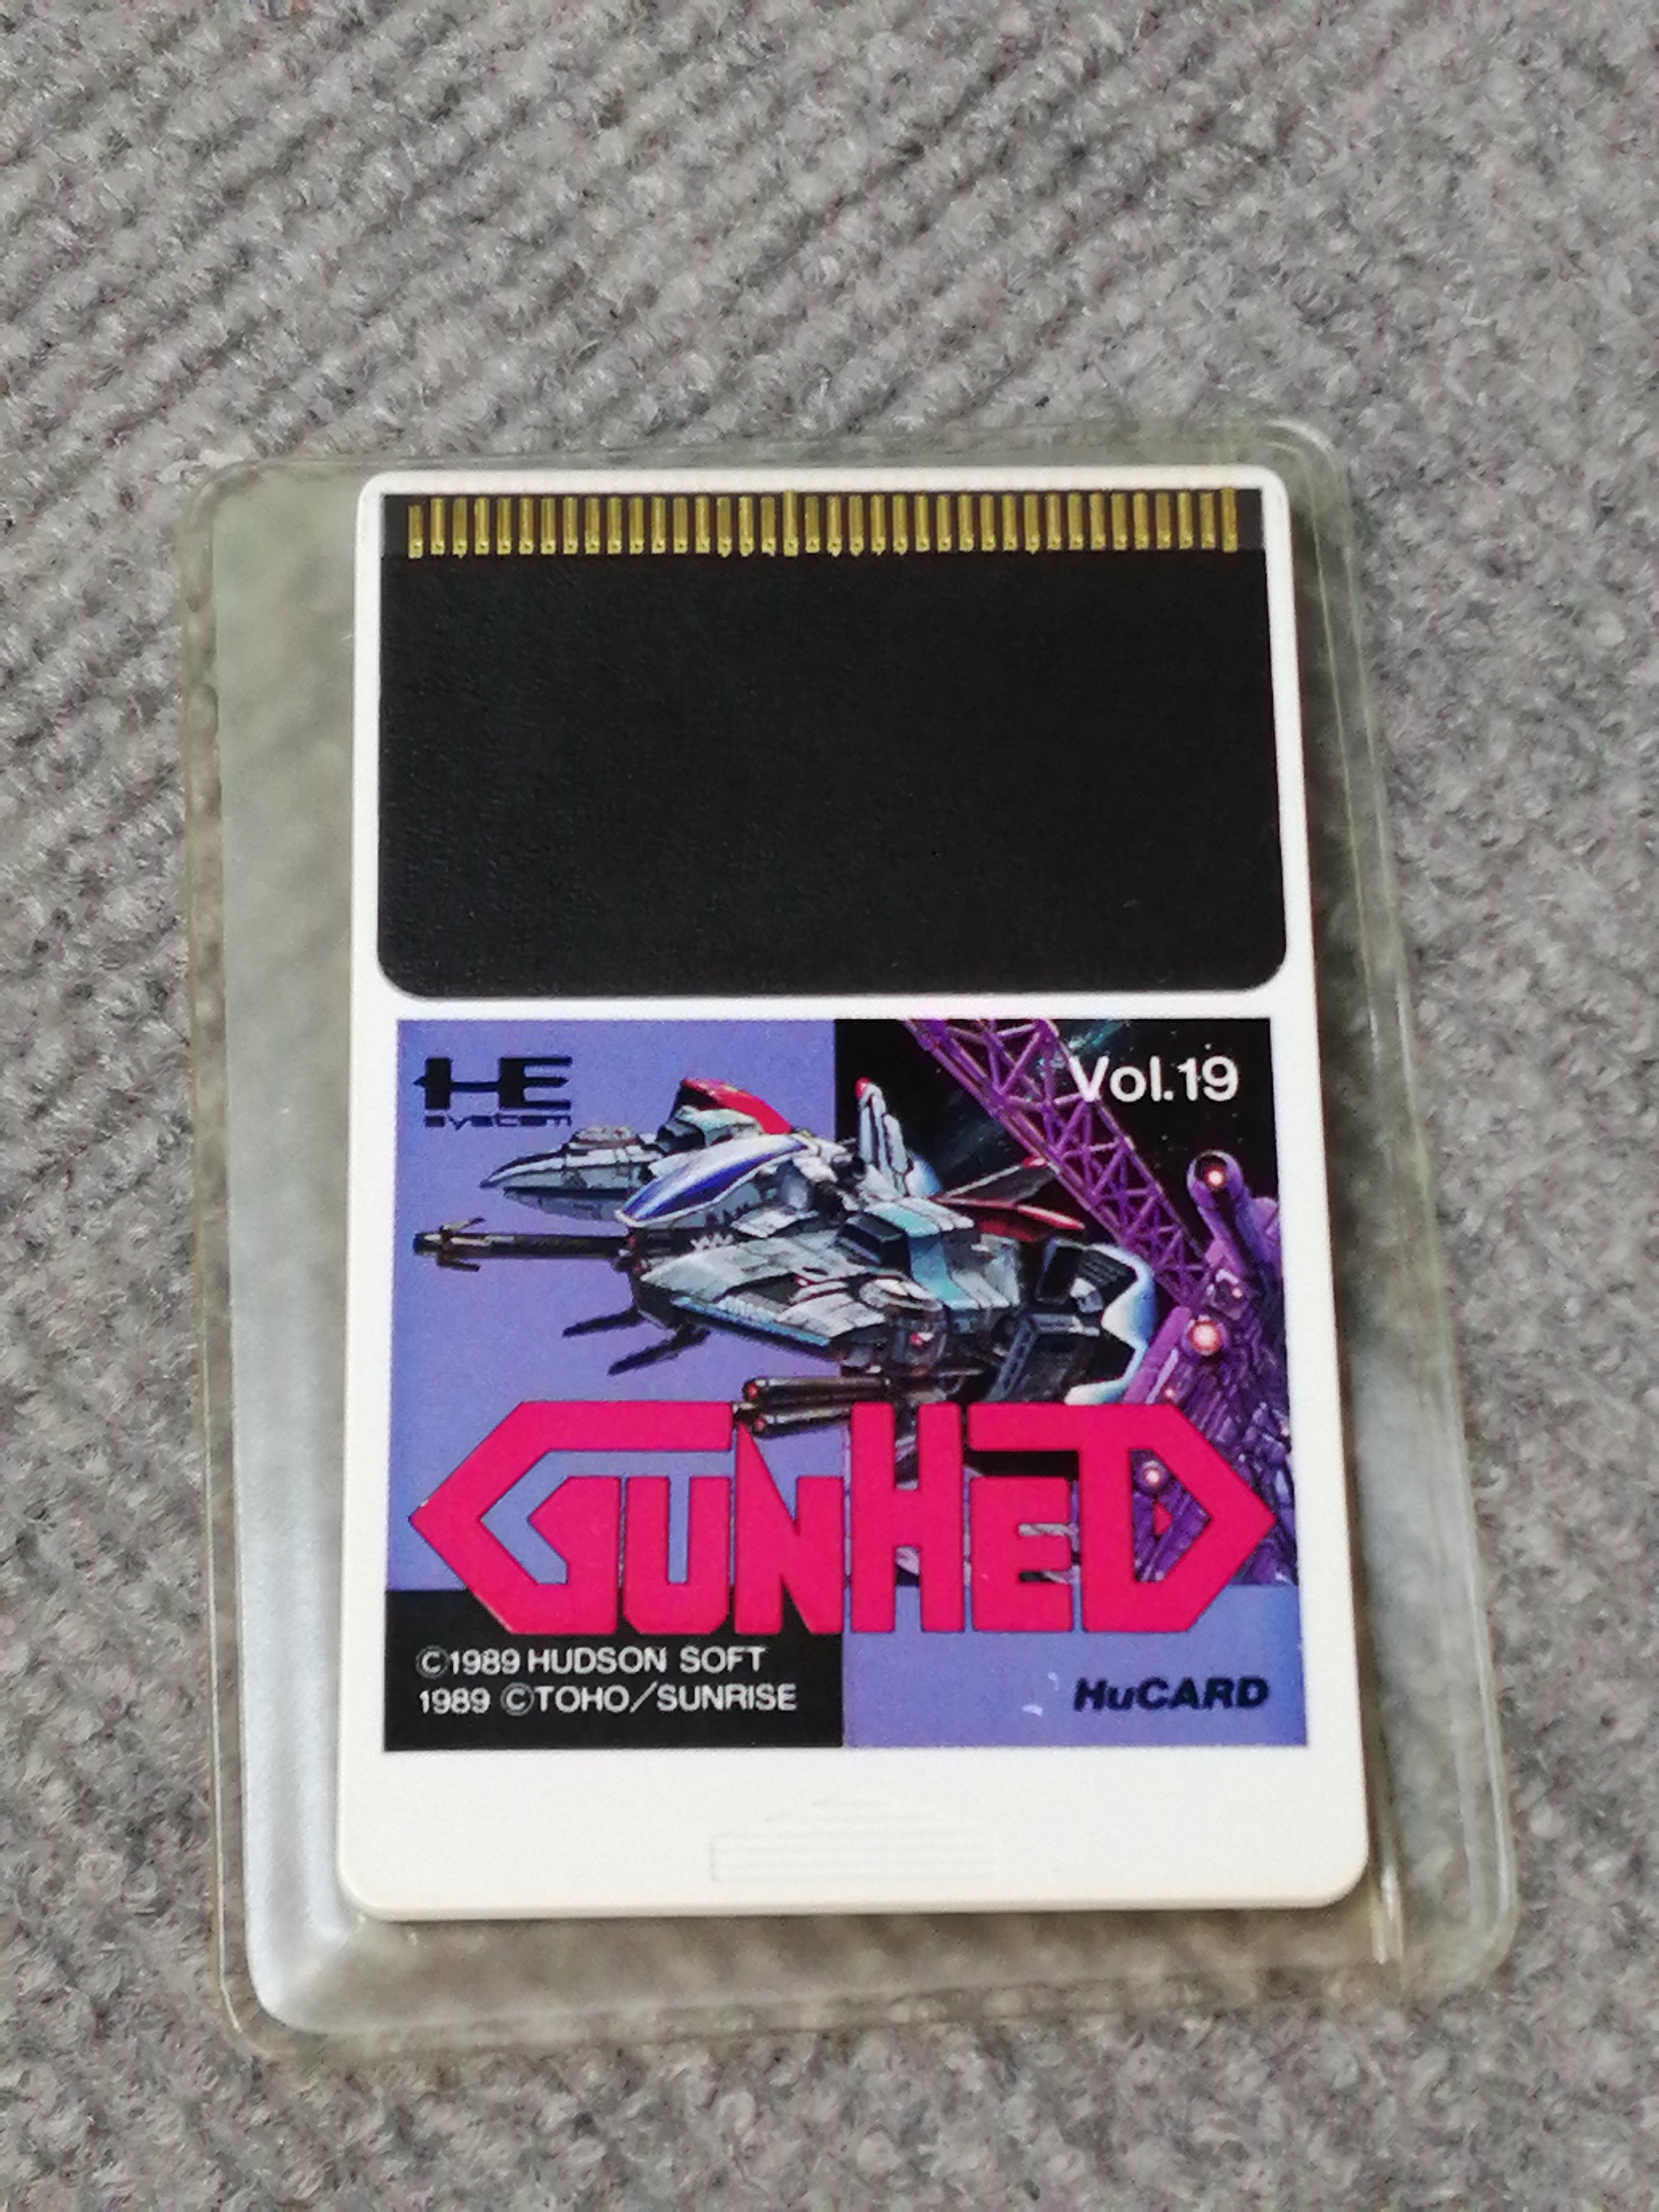 HE
system
Vol.19
GUNHED
©1989 HUDSON SOFT
1989 ©TOHO/SUNRISE
HuCARD